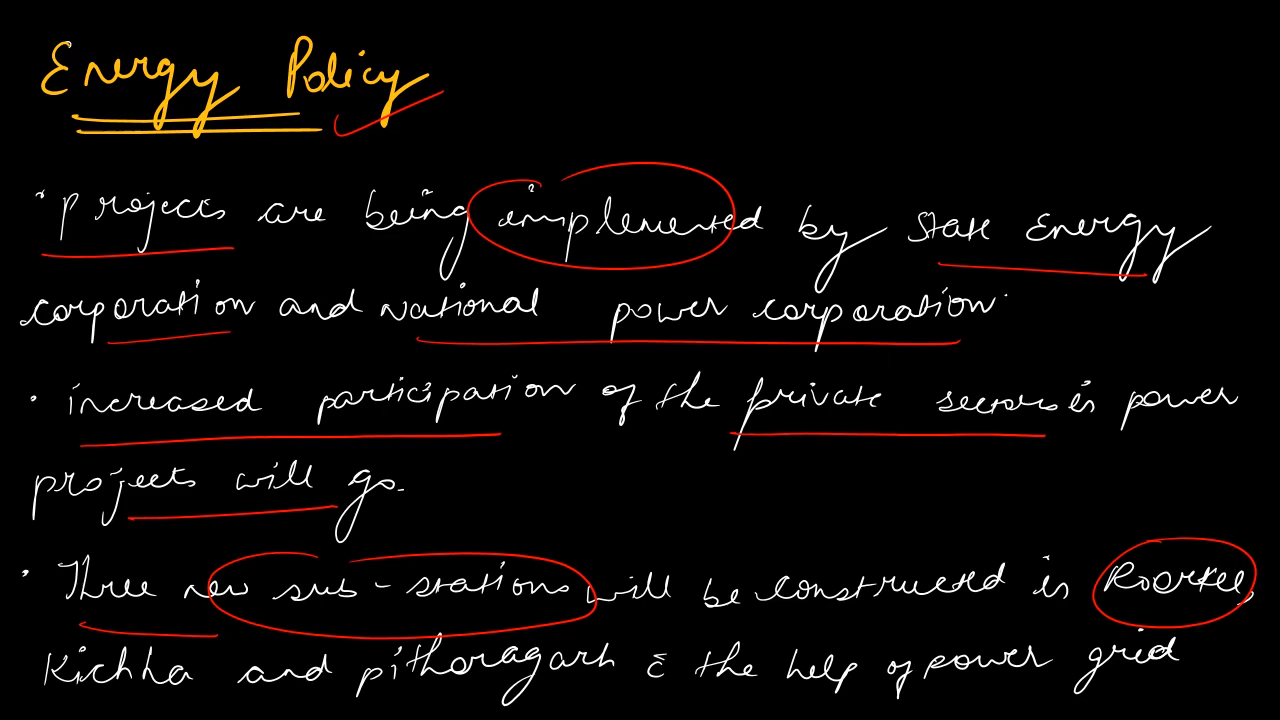 Energy Policy
• Projects are being implemented by State Energy
corporation and National power corporation.
• increased participation of the private sectors in power
projects will go.
• Three new sub-stations will be constructed in Roorkee,
Kichha and pithoragarh & the help of power grid